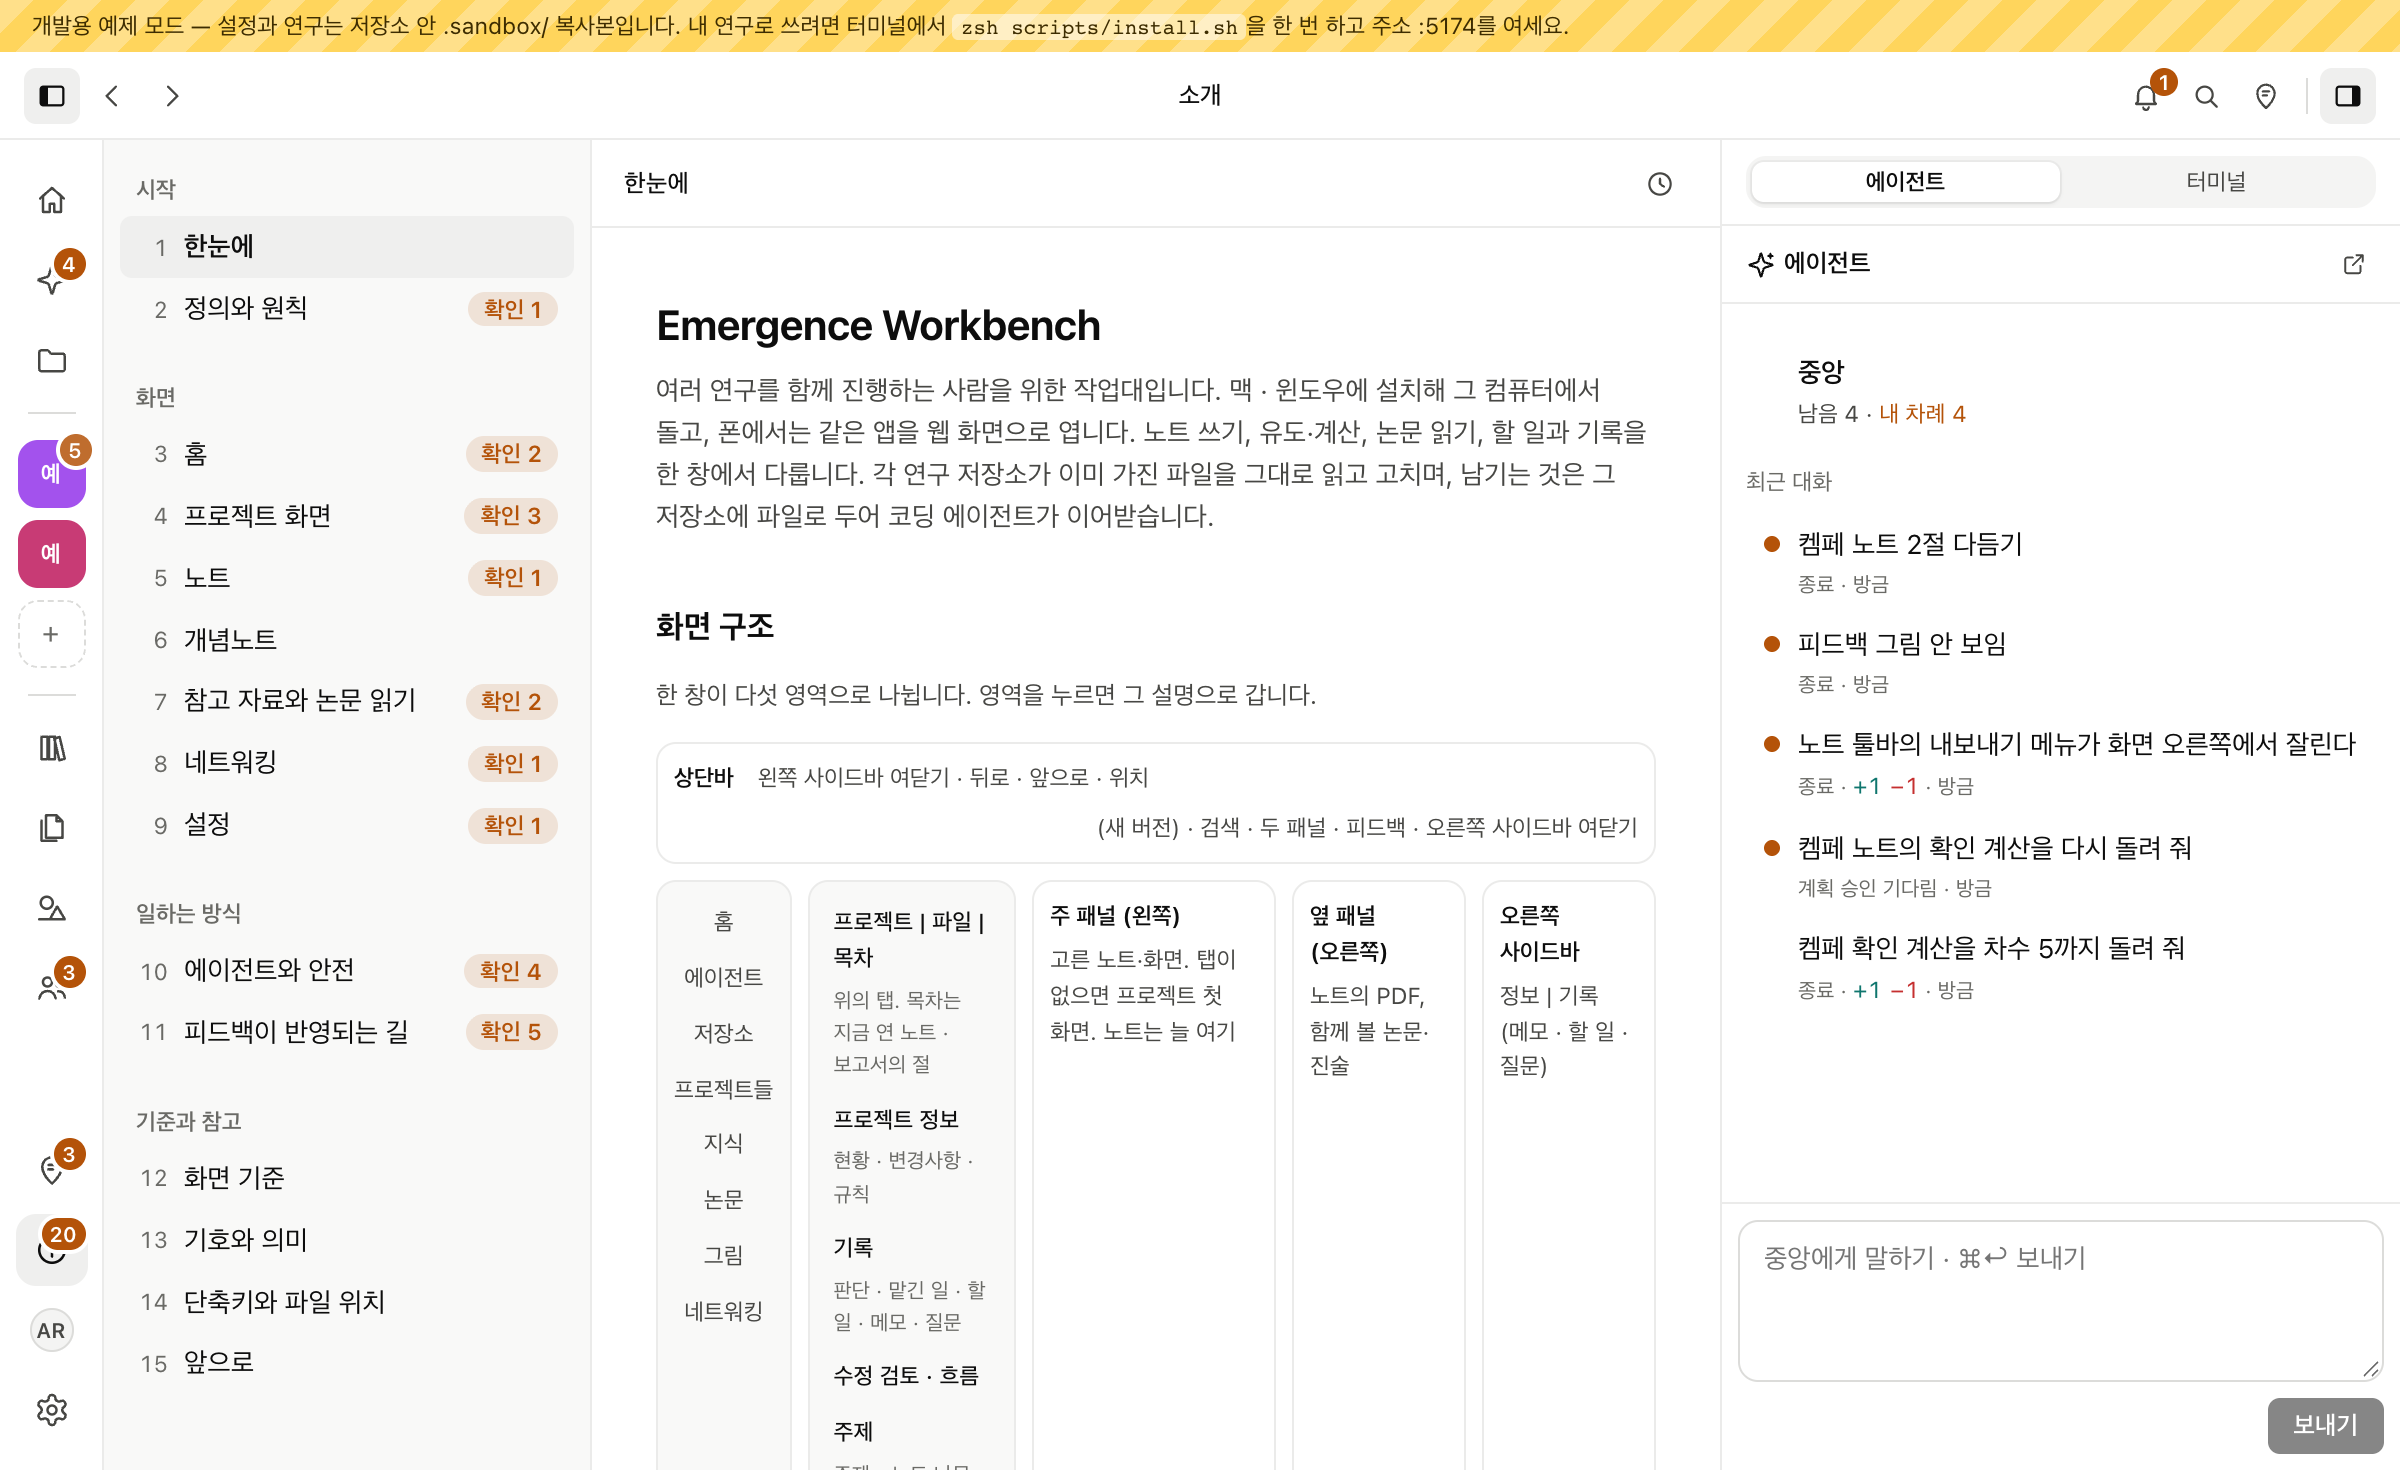 개발용 예제 모드 — 설정과 연구는 저장소 안 .sandbox/ 복사본입니다. 내 연구로 쓰려면 터미널에서 zsh scripts/install.sh 을 한 번 하고 주소 :5174를 여세요.
소개
1
4
5
예
예
+
3
3
20
AR
시작
1 한눈에
2 정의와 원칙 확인 1
화면
3 홈 확인 2
4 프로젝트 화면 확인 3
5 노트 확인 1
6 개념노트
7 참고 자료와 논문 읽기 확인 2
8 네트워킹 확인 1
9 설정 확인 1
일하는 방식
10 에이전트와 안전 확인 4
11 피드백이 반영되는 길 확인 5
기준과 참고
12 화면 기준
13 기호와 의미
14 단축키와 파일 위치
15 앞으로
한눈에
Emergence Workbench
여러 연구를 함께 진행하는 사람을 위한 작업대입니다. 맥 · 윈도우에 설치해 그 컴퓨터에서
돌고, 폰에서는 같은 앱을 웹 화면으로 엽니다. 노트 쓰기, 유도·계산, 논문 읽기, 할 일과 기록을
한 창에서 다룹니다. 각 연구 저장소가 이미 가진 파일을 그대로 읽고 고치며, 남기는 것은 그
저장소에 파일로 두어 코딩 에이전트가 이어받습니다.
화면 구조
한 창이 다섯 영역으로 나뉩니다. 영역을 누르면 그 설명으로 갑니다.
상단바 왼쪽 사이드바 여닫기 · 뒤로 · 앞으로 · 위치
(새 버전) · 검색 · 두 패널 · 피드백 · 오른쪽 사이드바 여닫기
홈
에이전트
저장소
프로젝트들
지식
논문
그림
네트워킹
프로젝트 | 파일 |
목차
위의 탭. 목차는
지금 연 노트 ·
보고서의 절
프로젝트 정보
현황 · 변경사항 ·
규칙
기록
판단 · 맡긴 일 · 할
일 · 메모 · 질문
수정 검토 · 흐름
주제
주 패널 (왼쪽)
고른 노트·화면. 탭이
없으면 프로젝트 첫
화면. 노트는 늘 여기
옆 패널
(오른쪽)
노트의 PDF,
함께 볼 논문·
진술
오른쪽
사이드바
정보 | 기록
(메모 · 할 일 ·
질문)
에이전트 터미널
에이전트
중앙
남음 4 · 내 차례 4
최근 대화
켐페 노트 2절 다듬기
종료 · 방금
피드백 그림 안 보임
종료 · 방금
노트 툴바의 내보내기 메뉴가 화면 오른쪽에서 잘린다
종료 · +1 −1 · 방금
켐페 노트의 확인 계산을 다시 돌려 줘
계획 승인 기다림 · 방금
켐페 확인 계산을 차수 5까지 돌려 줘
종료 · +1 −1 · 방금
중앙에게 말하기 · ⌘↩ 보내기
보내기